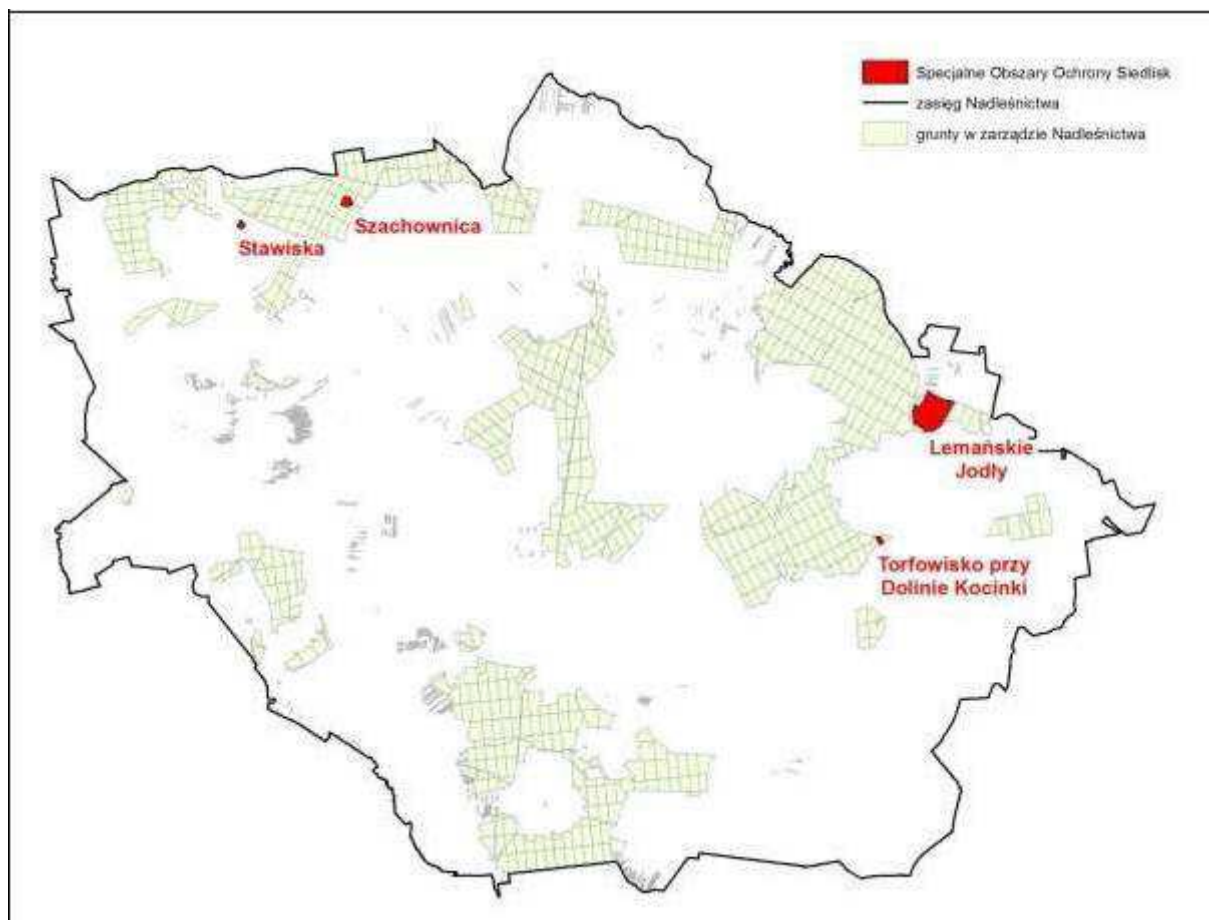 Specjalne Obszary Ochrony Siedlisk
zasięg Nadleśnictwa
grunty w zarządzie Nadleśnictwa
Szachownica
Stawiska
Lemańskie
Jodły
Torfowisko przy
Dolinie Kocinki